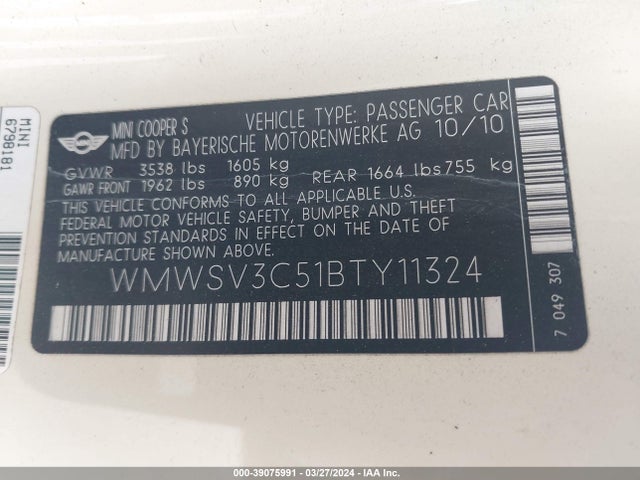 MINI COOPER S VEHICLE TYPE: PASSENGER CAR
MFD BY BAYERISCHE MOTORENWERKE AG 10/10
GVWR 3538 lbs 1605 kg
GAWR FRONT 1962 lbs 890 kg REAR 1664 lbs 755 kg
THIS VEHICLE CONFORMS TO ALL APPLICABLE U.S.
FEDERAL MOTOR VEHICLE SAFETY, BUMPER AND THEFT
PREVENTION STANDARDS IN EFFECT ON THE DATE OF
MANUFACTURE SHOWN ABOVE.
WMWSV3C51BTY11324
7 049 307
MINI
6798181
000-39075991 | 03/27/2024 | IAA Inc.